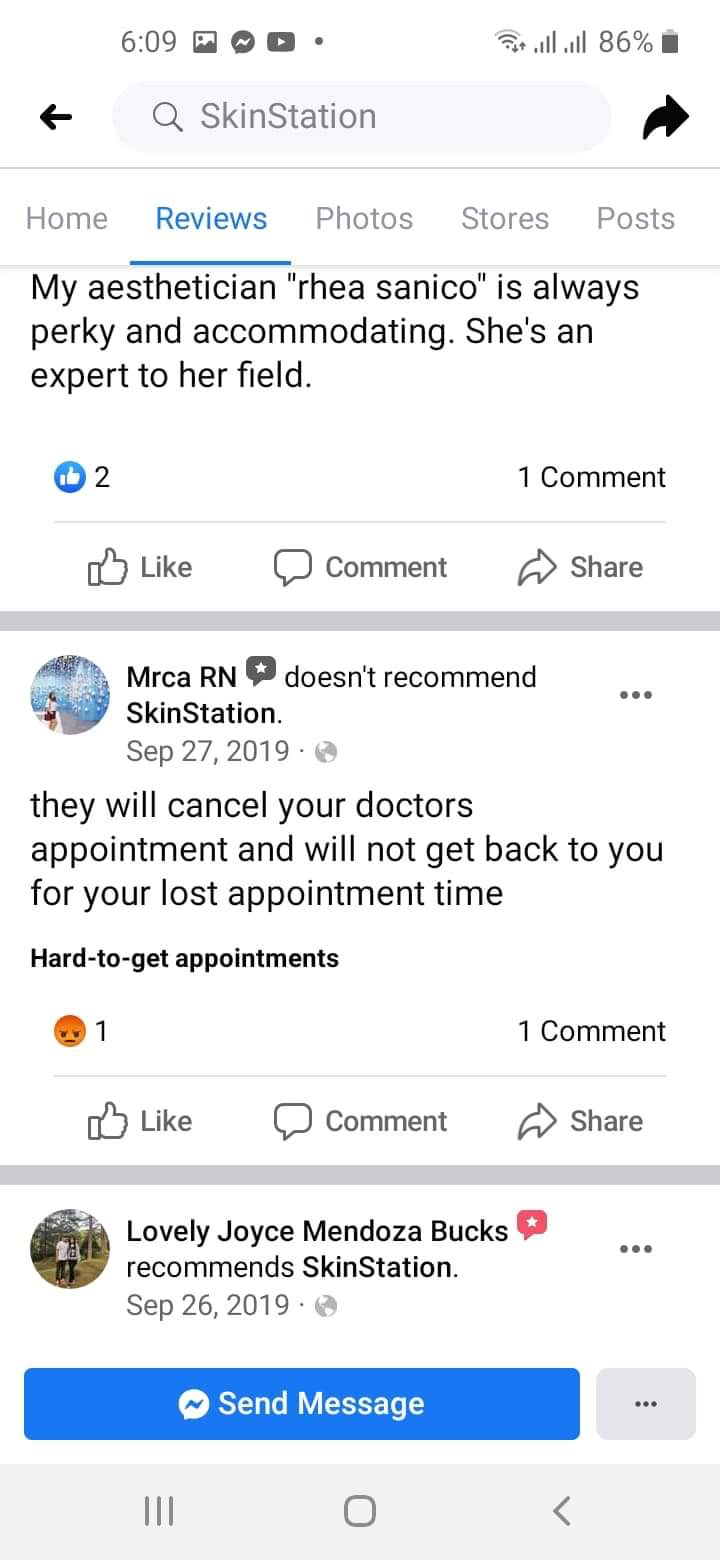 6:09
86%
SkinStation
Home Reviews Photos Stores Posts
My aesthetician "rhea sanico" is always
perky and accommodating. She's an
expert to her field.
2 1 Comment
Like Comment Share
Mrca RN doesn't recommend
SkinStation.
Sep 27, 2019 ·
they will cancel your doctors
appointment and will not get back to you
for your lost appointment time
Hard-to-get appointments
1 1 Comment
Like Comment Share
Lovely Joyce Mendoza Bucks
recommends SkinStation.
Sep 26, 2019 ·
Send Message